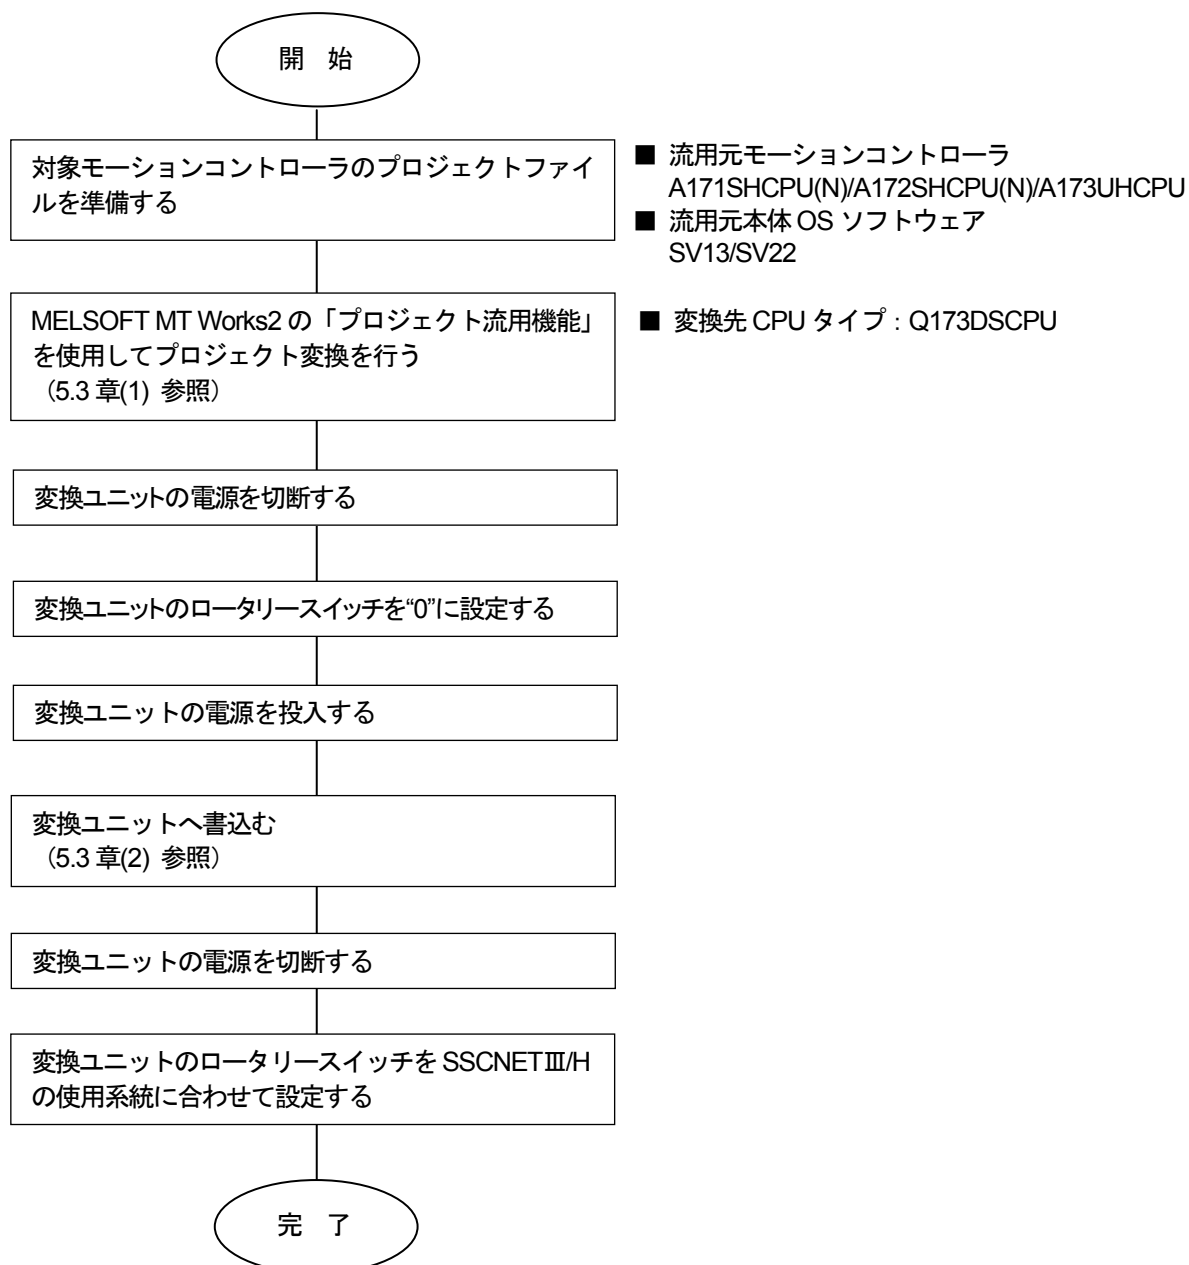 開 始
対象モーションコントローラのプロジェクトファイ
ルを準備する
■ 流用元モーションコントローラ
A171SHCPU(N)/A172SHCPU(N)/A173UHCPU
■ 流用元本体 OS ソフトウェア
SV13/SV22
MELSOFT MT Works2 の「プロジェクト流用機能」
を使用してプロジェクト変換を行う
（5.3 章(1) 参照）
■ 変換先 CPU タイプ：Q173DSCPU
変換ユニットの電源を切断する
変換ユニットのロータリースイッチを“0”に設定する
変換ユニットの電源を投入する
変換ユニットへ書込む
（5.3 章(2) 参照）
変換ユニットの電源を切断する
変換ユニットのロータリースイッチを SSCNETⅢ/H
の使用系統に合わせて設定する
完 了